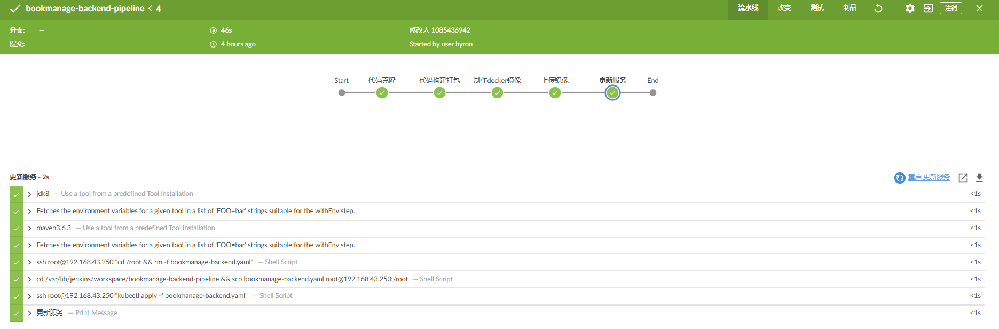 bookmanage-backend-pipeline < 4
流水线 改变 测试 制品 注销
分支: —
46s
修改人 1085436942
提交: –
4 hours ago
Started by user byron
Start 代码克隆 代码构建打包 制作docker镜像 上传镜像 更新服务 End
更新服务 - 2s
重启 更新服务
jdk8 — Use a tool from a predefined Tool Installation <1s
Fetches the environment variables for a given tool in a list of 'FOO=bar' strings suitable for the withEnv step. <1s
maven3.6.3 — Use a tool from a predefined Tool Installation <1s
Fetches the environment variables for a given tool in a list of 'FOO=bar' strings suitable for the withEnv step. <1s
ssh root@192.168.43.250 "cd /root && rm -f bookmanage-backend.yaml" — Shell Script <1s
cd /var/lib/jenkins/workspace/bookmanage-backend-pipeline && scp bookmanage-backend.yaml root@192.168.43.250:/root — Shell Script <1s
ssh root@192.168.43.250 "kubectl apply -f bookmanage-backend.yaml" — Shell Script <1s
更新服务 — Print Message <1s